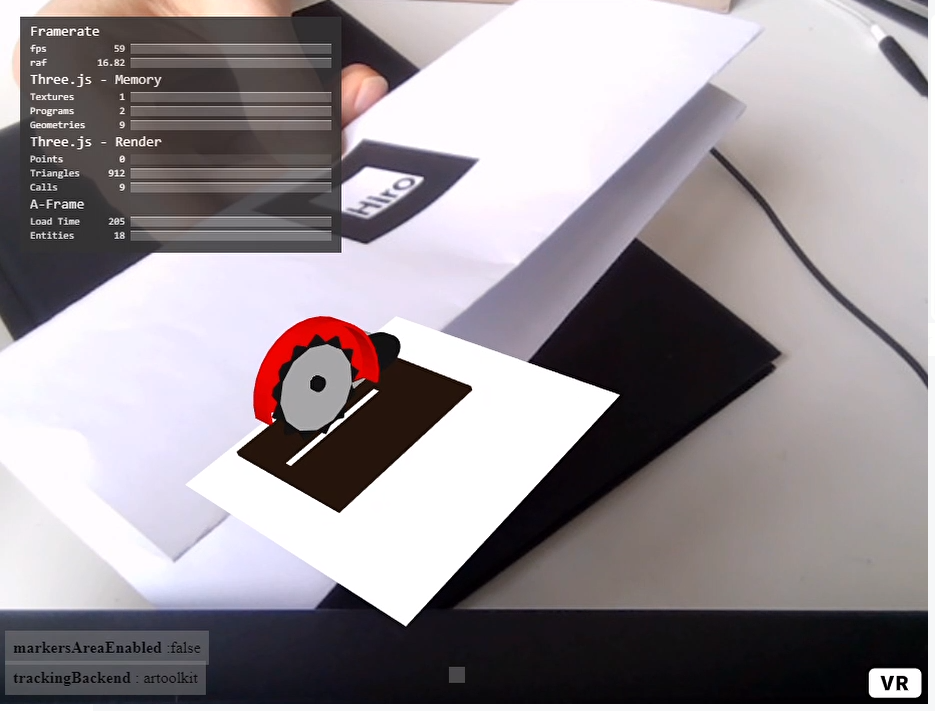 Framerate
fps 59
raf 16.82
Three.js - Memory
Textures 1
Programs 2
Geometries 9
Three.js - Render
Points 0
Triangles 912
Calls 9
A-Frame
Load Time 205
Entities 18
Hiro
markersAreaEnabled :false
trackingBackend : artoolkit
VR